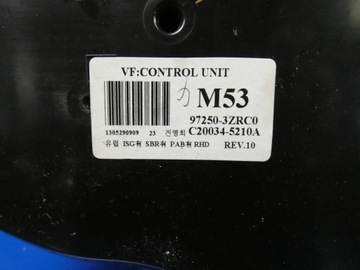 VF:CONTROL UNIT
M53
97250-3ZRC0
1305290909 23 진명희 C20034-5210A
유럽 ISG有 SBR有 PAB有 RHD REV.10